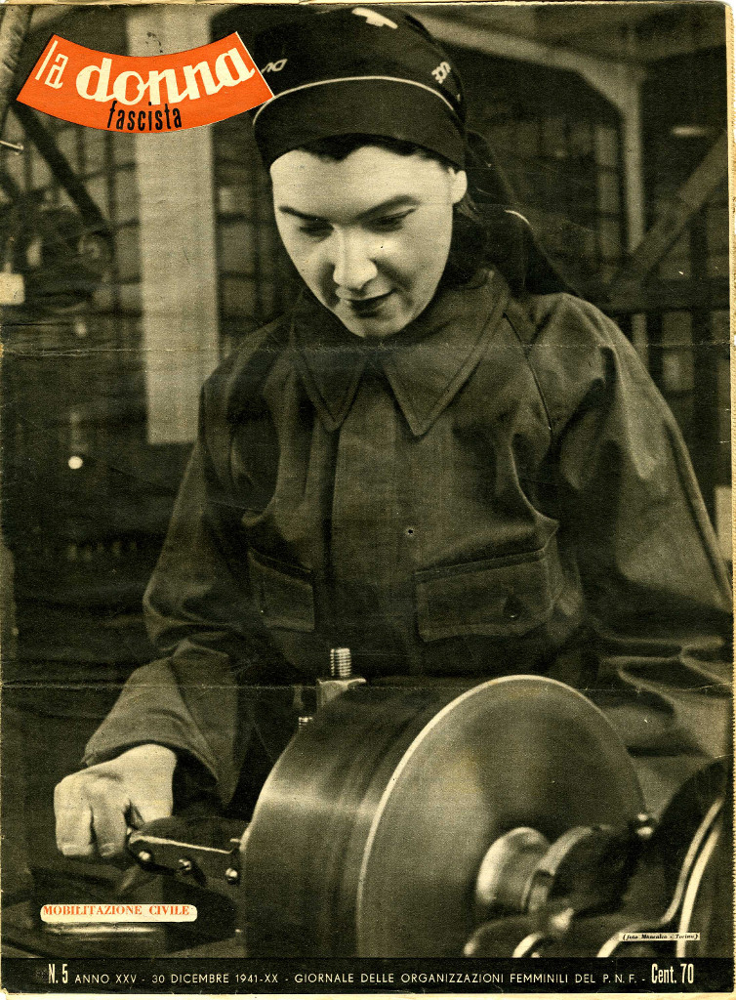 la donna
fascista
MOBILITAZIONE CIVILE
N. 5 ANNO XXV - 30 DICEMBRE 1941-XX - GIORNALE DELLE ORGANIZZAZIONI FEMMINILI DEL P.N.F. - Cent. 70